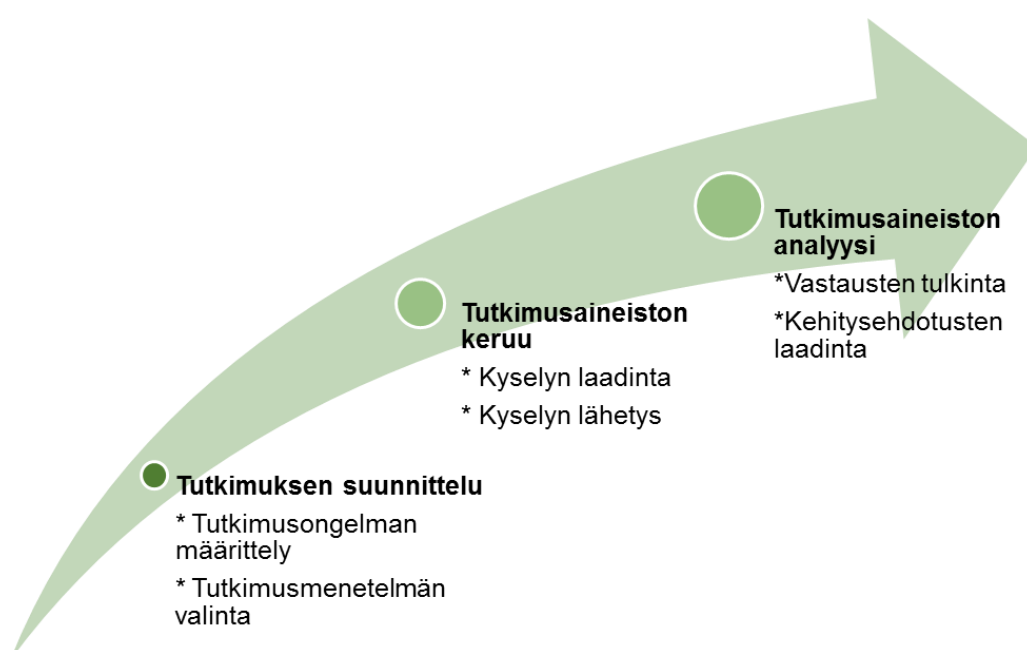 Tutkimuksen suunnittelu
* Tutkimusongelman
määrittely
* Tutkimusmenetelmän
valinta
Tutkimusaineiston
keruu
* Kyselyn laadinta
* Kyselyn lähetys
Tutkimusaineiston
analyysi
*Vastausten tulkinta
*Kehitysehdotusten
laadinta